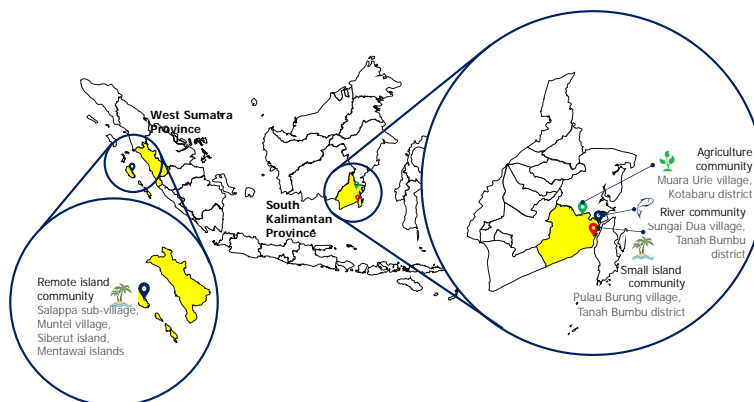 West Sumatra
Province
South
Kalimantan
Province
Remote island
community
Salappa sub-village,
Muntei village,
Siberut island,
Mentawai islands
Agriculture
community
Muara Urie village,
Kotabaru district
River community
Sungai Dua village,
Tanah Bumbu
district
Small island
community
Pulau Burung village,
Tanah Bumbu district